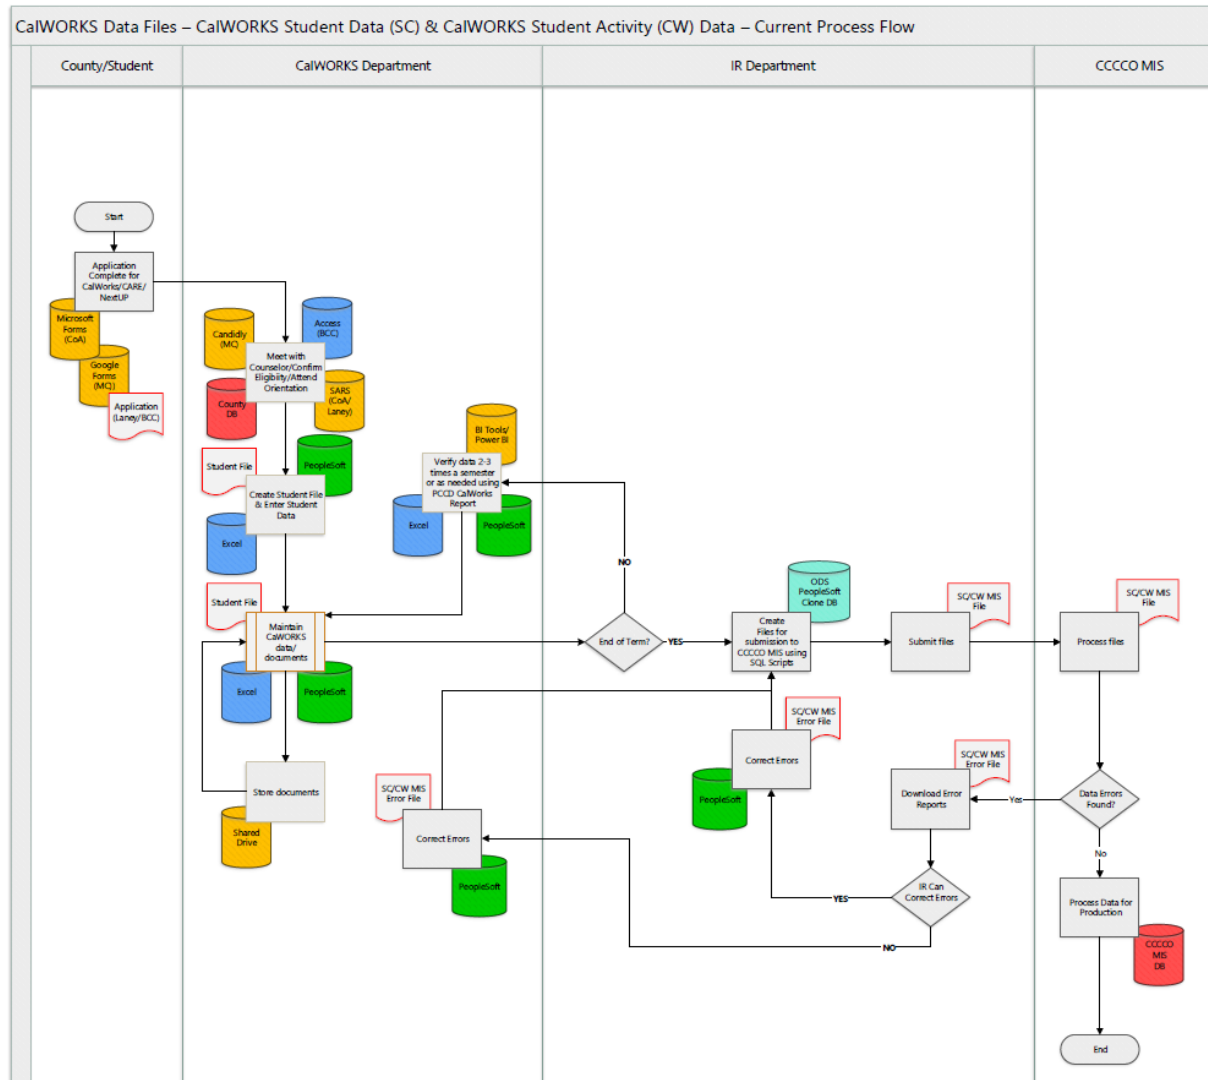 CalWORKS Data Files – CalWORKS Student Data (SC) & CalWORKS Student Activity (CW) Data – Current Process Flow
County/Student
CalWORKS Department
IR Department
CCCCO MIS
Start
Application
Complete for
CalWorks/CARE/
NextUP
Microsoft
Forms
(CoA)
Google
Forms
(MC)
Application
(Laney/BCC)
Candidly
(MC)
Access
(BCC)
Meet with
Counselor/Confirm
Eligibility/Attend
Orientation
County
DB
SARS
(CoA/
Laney)
Student File
PeopleSoft
Create Student File
& Enter Student
Data
Excel
BI Tools/
Power BI
Verify data 2-3
times a semester
or as needed using
PCCD CalWorks
Report
Excel
PeopleSoft
Student File
Maintain
CalWORKS
data/
documents
Excel
PeopleSoft
Store documents
Shared
Drive
SC/CW MIS
Error File
Correct Errors
PeopleSoft
NO
End of Term?
YES
ODS
PeopleSoft
Clone DB
Create
Files for
submission to
CCCCO MIS using
SQL Scripts
SC/CW MIS
File
Submit files
SC/CW MIS
Error File
Correct Errors
PeopleSoft
SC/CW MIS
Error File
Download Error
Reports
IR Can
Correct Errors
YES
NO
SC/CW MIS
File
Process files
Data Errors
Found?
Yes
No
Process Data for
Production
CCCCO
MIS
DB
End